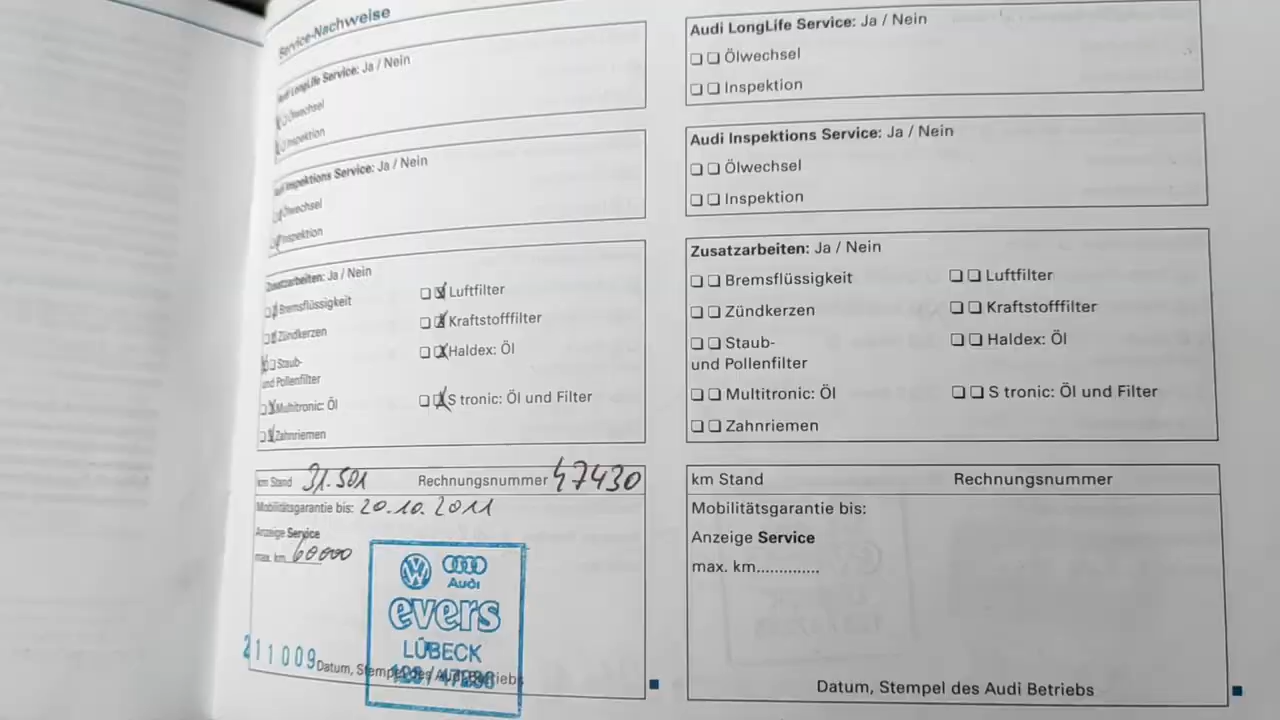 Service-Nachweise
Audi LongLife Service: Ja / Nein
Ölwechsel
Inspektion
Audi Inspektions Service: Ja / Nein
Ölwechsel
Inspektion
Zusatzarbeiten: Ja / Nein
Bremsflüssigkeit
Luftfilter
Zündkerzen
Kraftstofffilter
Staub-
und Pollenfilter
Haldex: Öl
Multitronic: Öl
S tronic: Öl und Filter
Zahnriemen
km Stand 31.501 Rechnungsnummer 47430
Mobilitätsgarantie bis: 20.10.2011
Anzeige Service
max. km 60000
Audi
evers
LÜBECK
211009 Datum, Stempel des Audi Betriebs
Audi LongLife Service: Ja / Nein
Ölwechsel
Inspektion
Audi Inspektions Service: Ja / Nein
Ölwechsel
Inspektion
Zusatzarbeiten: Ja / Nein
Bremsflüssigkeit
Luftfilter
Zündkerzen
Kraftstofffilter
Staub-
und Pollenfilter
Haldex: Öl
Multitronic: Öl
S tronic: Öl und Filter
Zahnriemen
km Stand Rechnungsnummer
Mobilitätsgarantie bis:
Anzeige Service
max. km..............
Datum, Stempel des Audi Betriebs